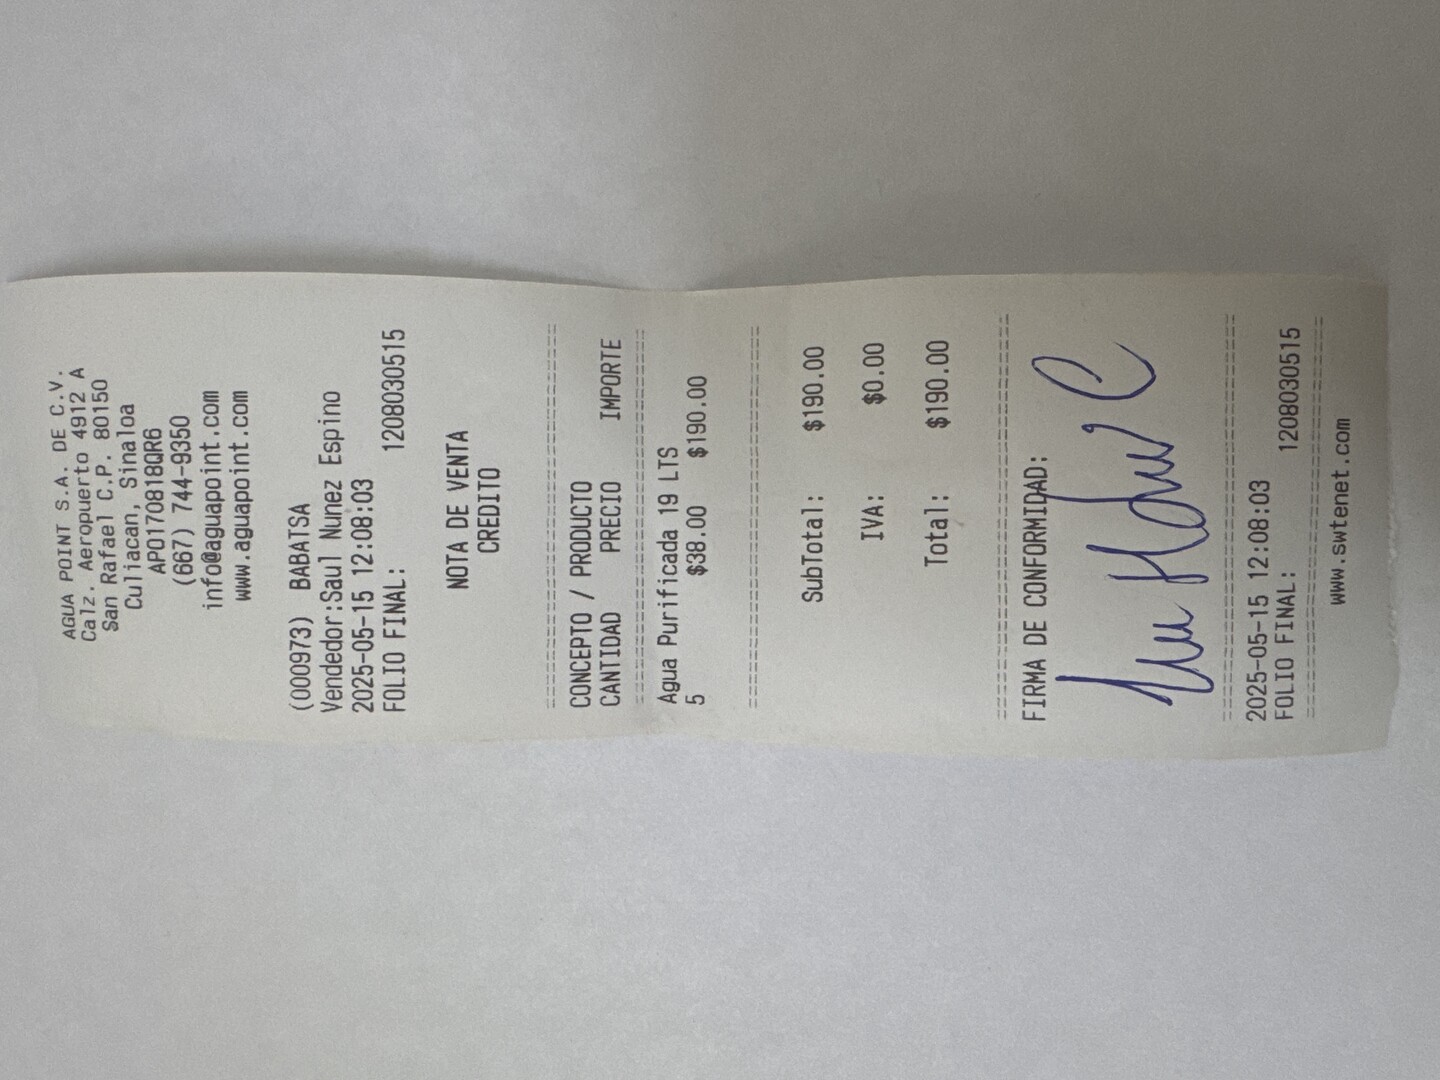 AGUA POINT S.A. DE C.V.
Calz. Aeropuerto 4912 A
San Rafael C.P. 80150
Culiacan, Sinaloa
APO170818QR6
(667) 744-9350
info@aguapoint.com
www.aguapoint.com
(000973) BABATSA
Vendedor:Saul Nunez Espino
2025-05-15 12:08:03
FOLIO FINAL: 1208030515
NOTA DE VENTA
CREDITO
CONCEPTO / PRODUCTO
CANTIDAD PRECIO IMPORTE
Agua Purificada 19 LTS
5 $38.00 $190.00
SubTotal: $190.00
IVA: $0.00
Total: $190.00
FIRMA DE CONFORMIDAD:
2025-05-15 12:08:03
FOLIO FINAL: 1208030515
www.swtenet.com